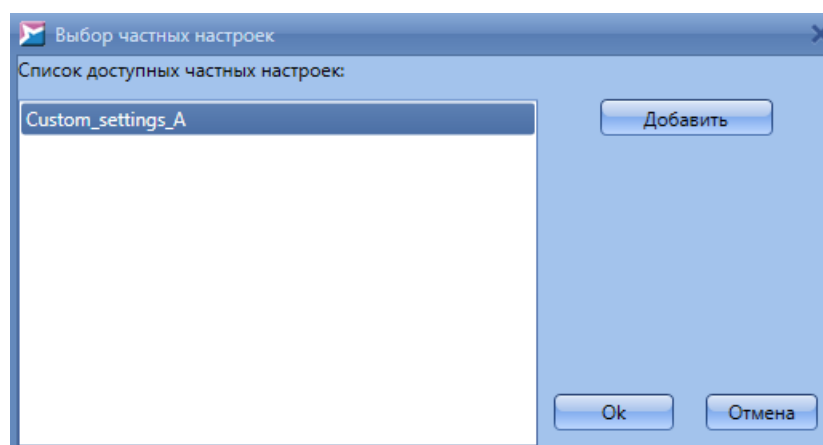 Выбор частных настроек
Список доступных частных настроек:
Custom_settings_A
Добавить
Ok
Отмена